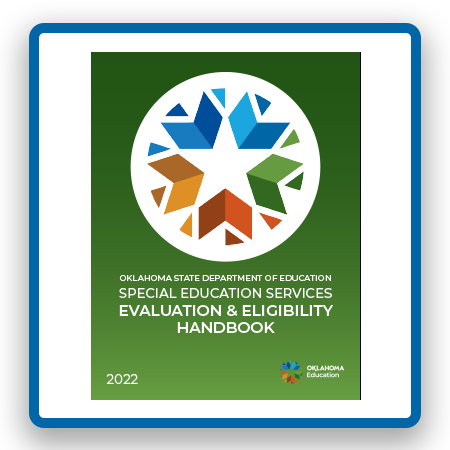 OKLAHOMA STATE DEPARTMENT OF EDUCATION
SPECIAL EDUCATION SERVICES
EVALUATION & ELIGIBILITY
HANDBOOK
2022
OKLAHOMA
Education